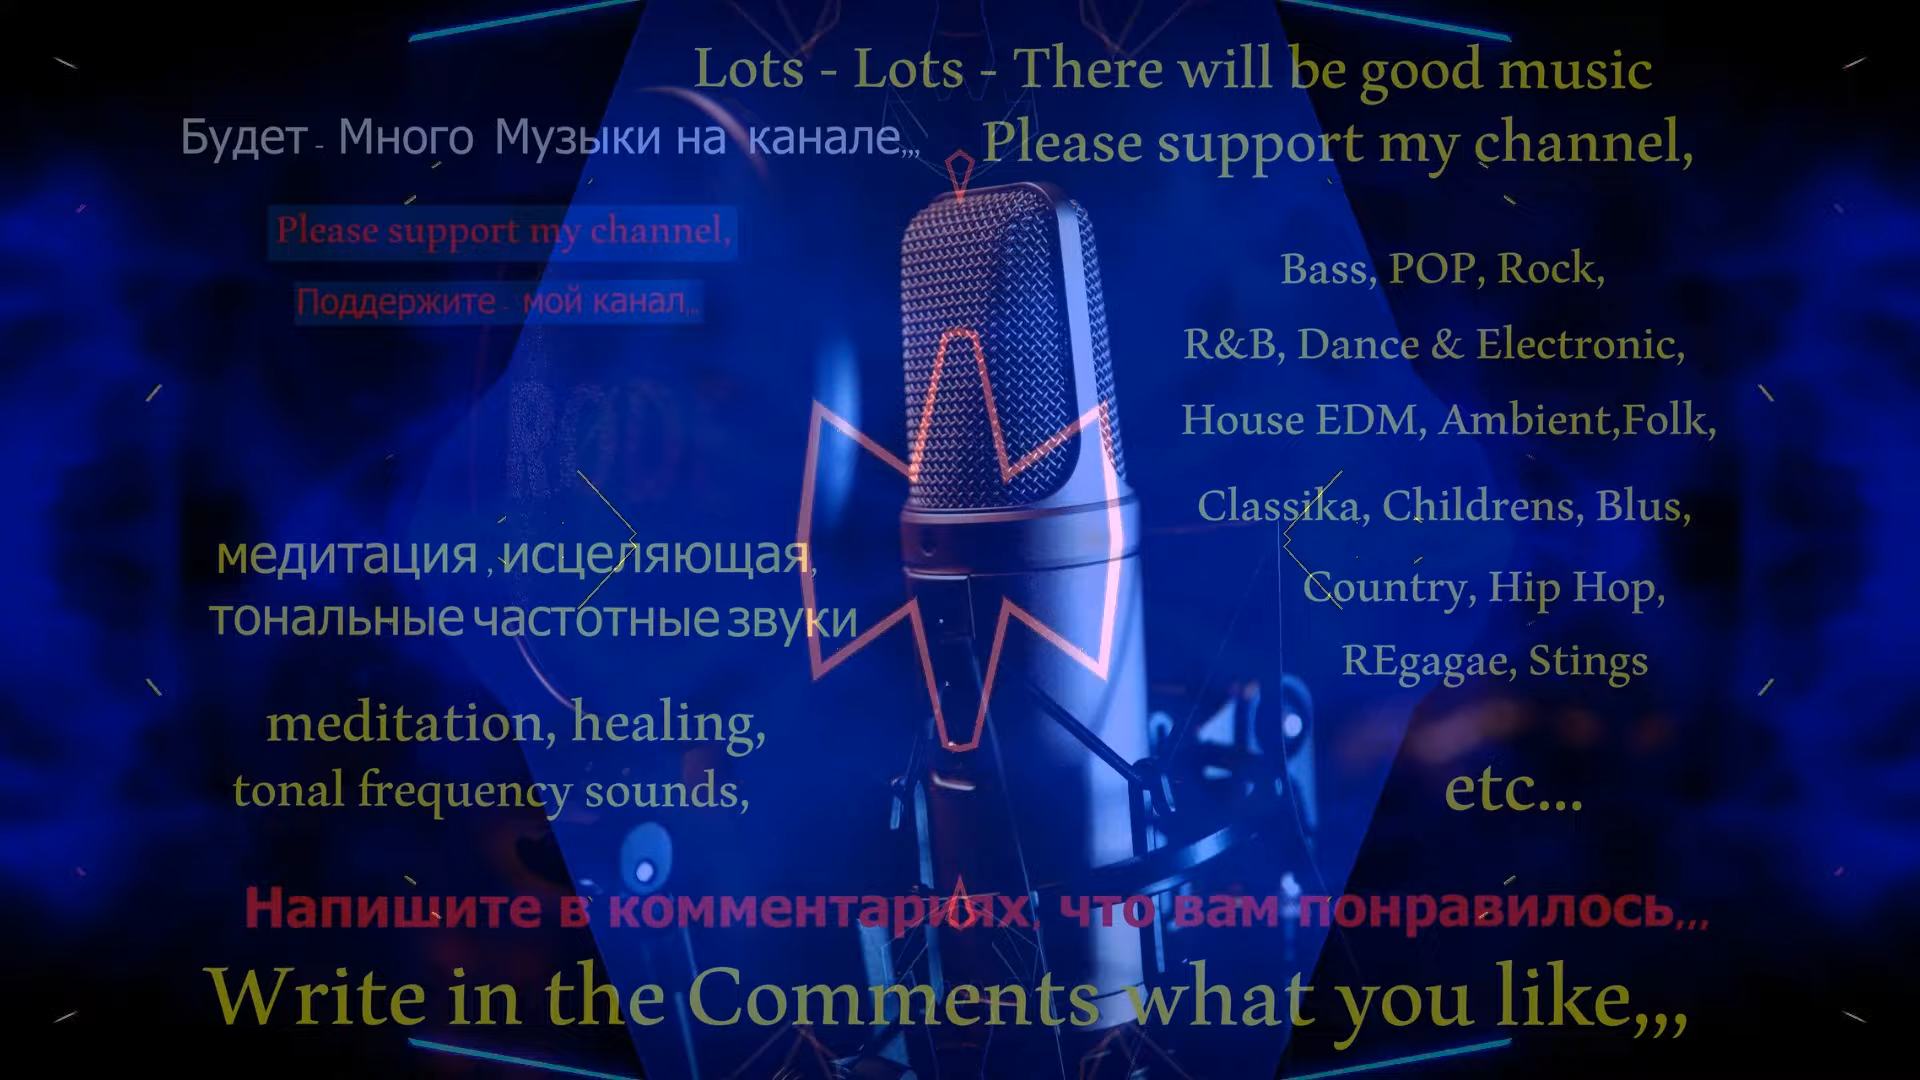 Lots - Lots - There will be good music
Будет - Много Музыки на канале,,,
Please support my channel,
Please support my channel,
Поддержите - мой канал,,,
Bass, POP, Rock,
R&B, Dance & Electronic,
House EDM, Ambient,Folk,
Classika, Childrens, Blus,
Country, Hip Hop,
REgagae, Stings
etc...
медитация , исцеляющая,
тональные частотные звуки
meditation, healing,
tonal frequency sounds,
Напишите в комментариях, что вам понравилось,,,
Write in the Comments what you like,,,